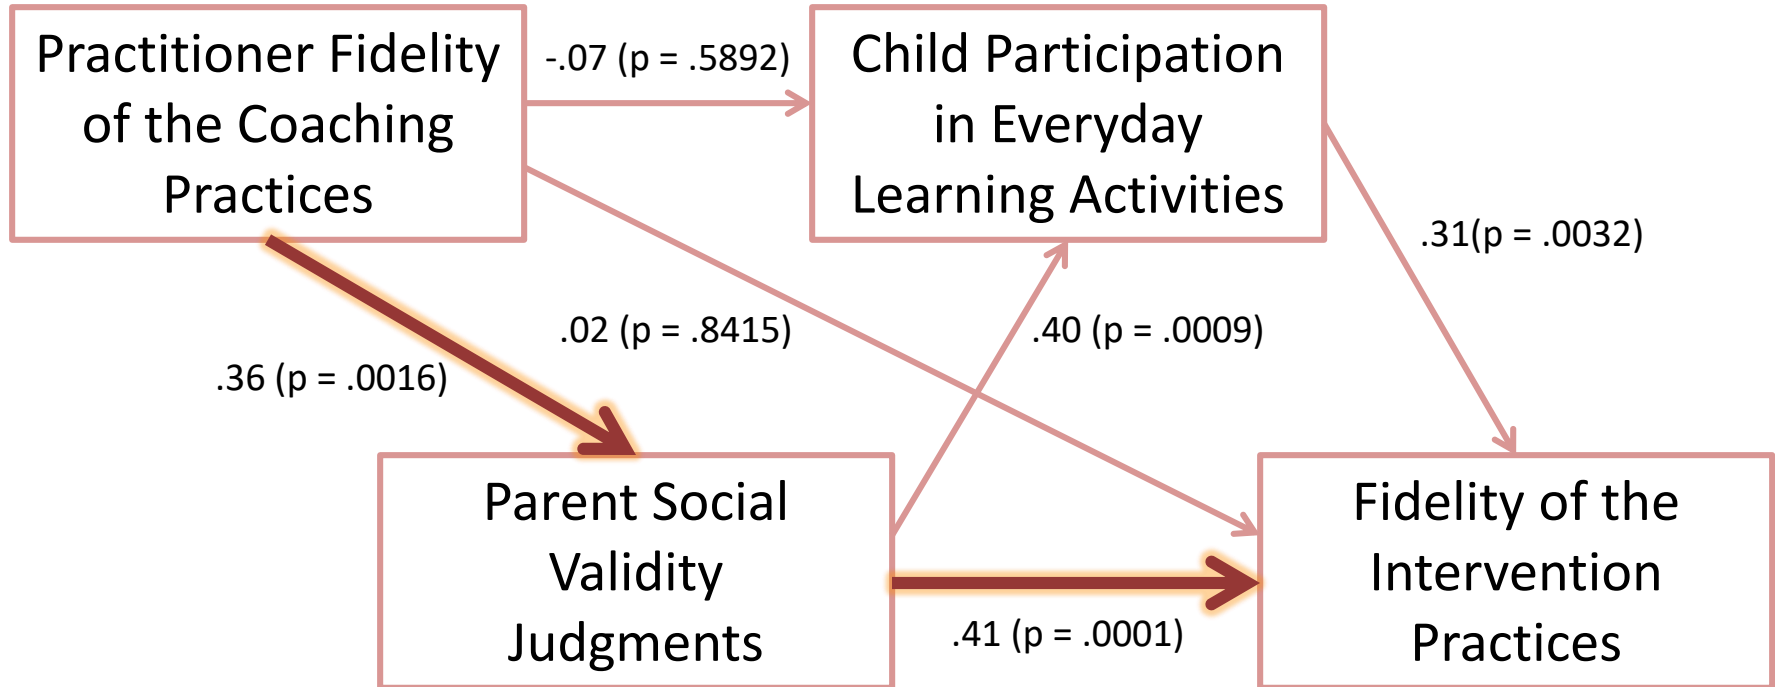 Practitioner Fidelity
of the Coaching
Practices
-.07 (p = .5892)
Child Participation
in Everyday
Learning Activities
.31(p = .0032)
.02 (p = .8415)
.40 (p = .0009)
.36 (p = .0016)
Parent Social
Validity
Judgments
.41 (p = .0001)
Fidelity of the
Intervention
Practices